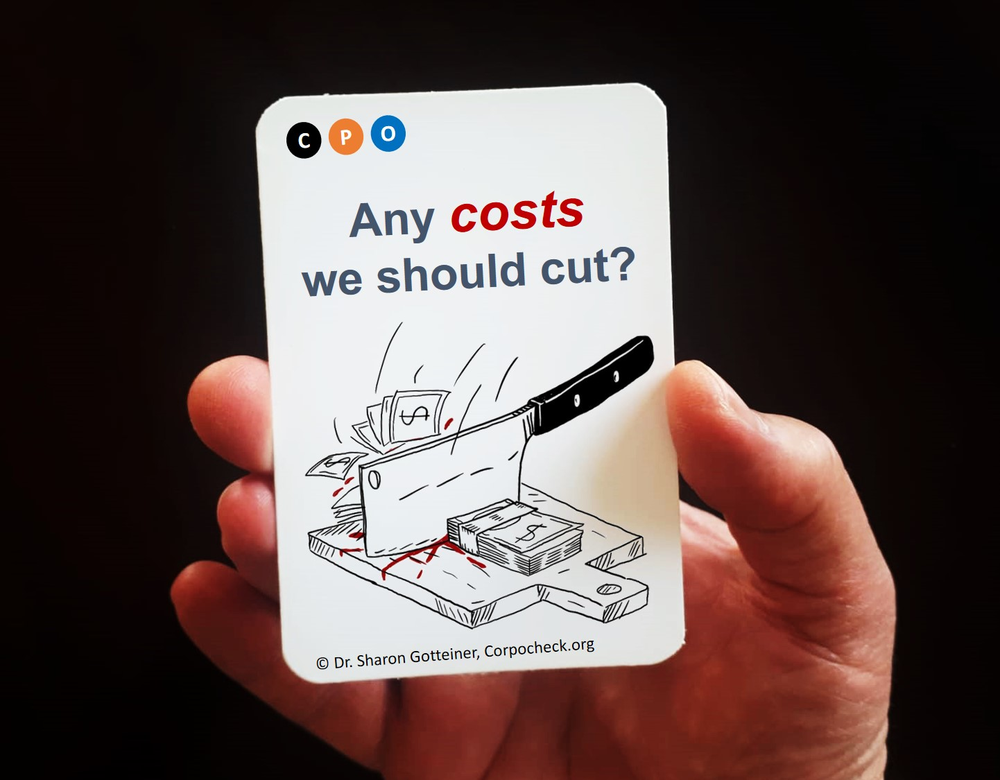 C P O
Any costs
we should cut?
$
$
© Dr. Sharon Gotteiner, Corpocheck.org